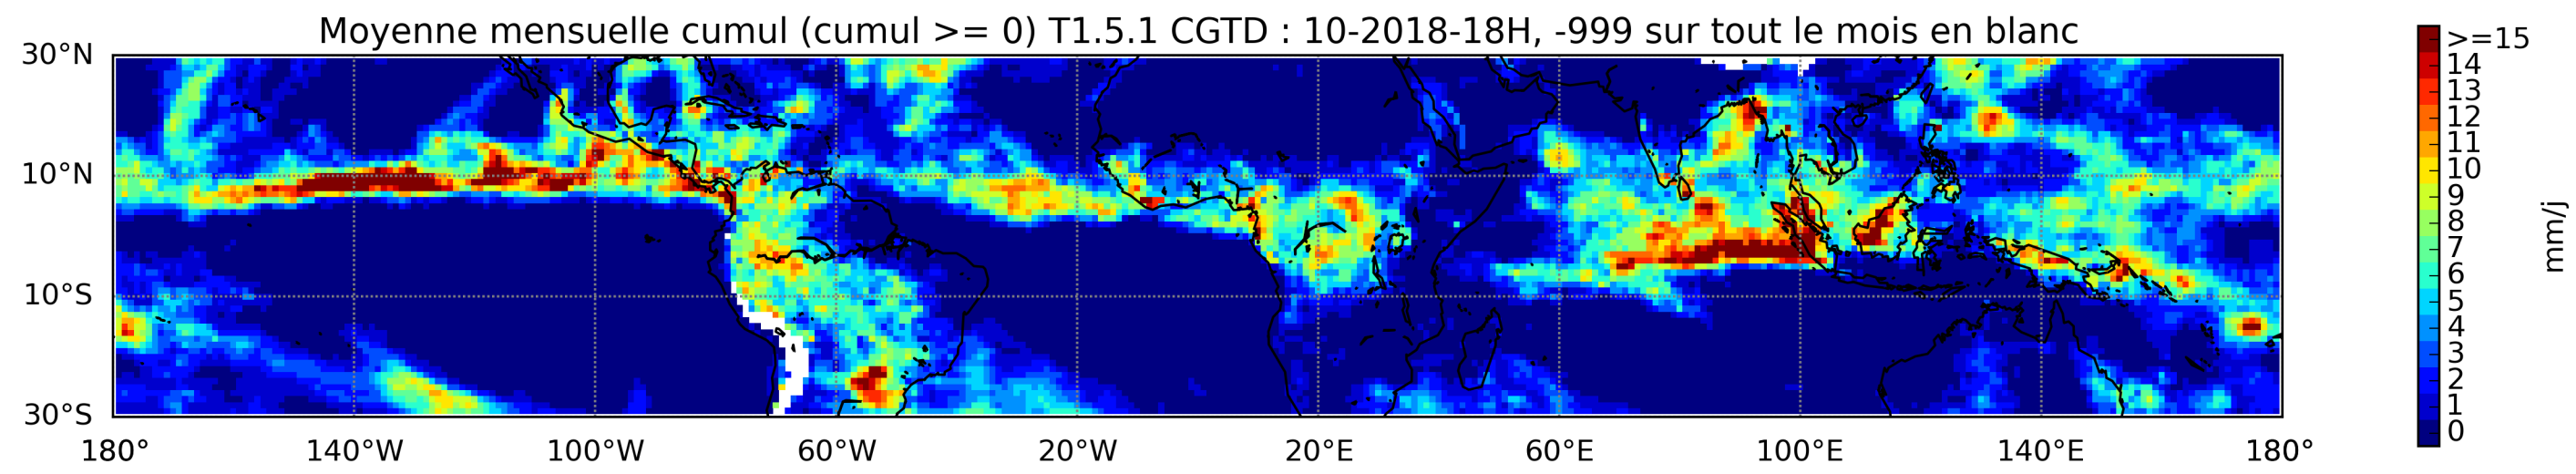 Moyenne mensuelle cumul (cumul >= 0) T1.5.1 CGTD : 10-2018-18H, -999 sur tout le mois en blanc
30°N
10°N
10°S
30°S
180° 140°W 100°W 60°W 20°W 20°E 60°E 100°E 140°E 180°
>=15
14
13
12
11
10
9
8
7
6
5
4
3
2
1
0
mm/j